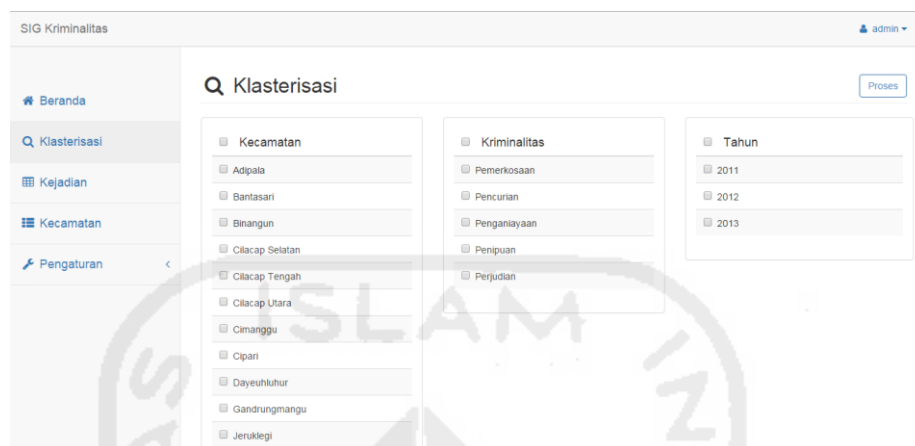 SIG Kriminalitas
admin
Beranda
Klasterisasi
Kejadian
Kecamatan
Pengaturan
Klasterisasi
Proses
Kecamatan
Adipala
Bantasari
Binangun
Cilacap Selatan
Cilacap Tengah
Cilacap Utara
Cimanggu
Cipari
Dayeuhluhur
Gandrungmangu
Jeruklegi
Kriminalitas
Pemerkosaan
Pencurian
Penganiayaan
Penipuan
Perjudian
Tahun
2011
2012
2013
ISLAM